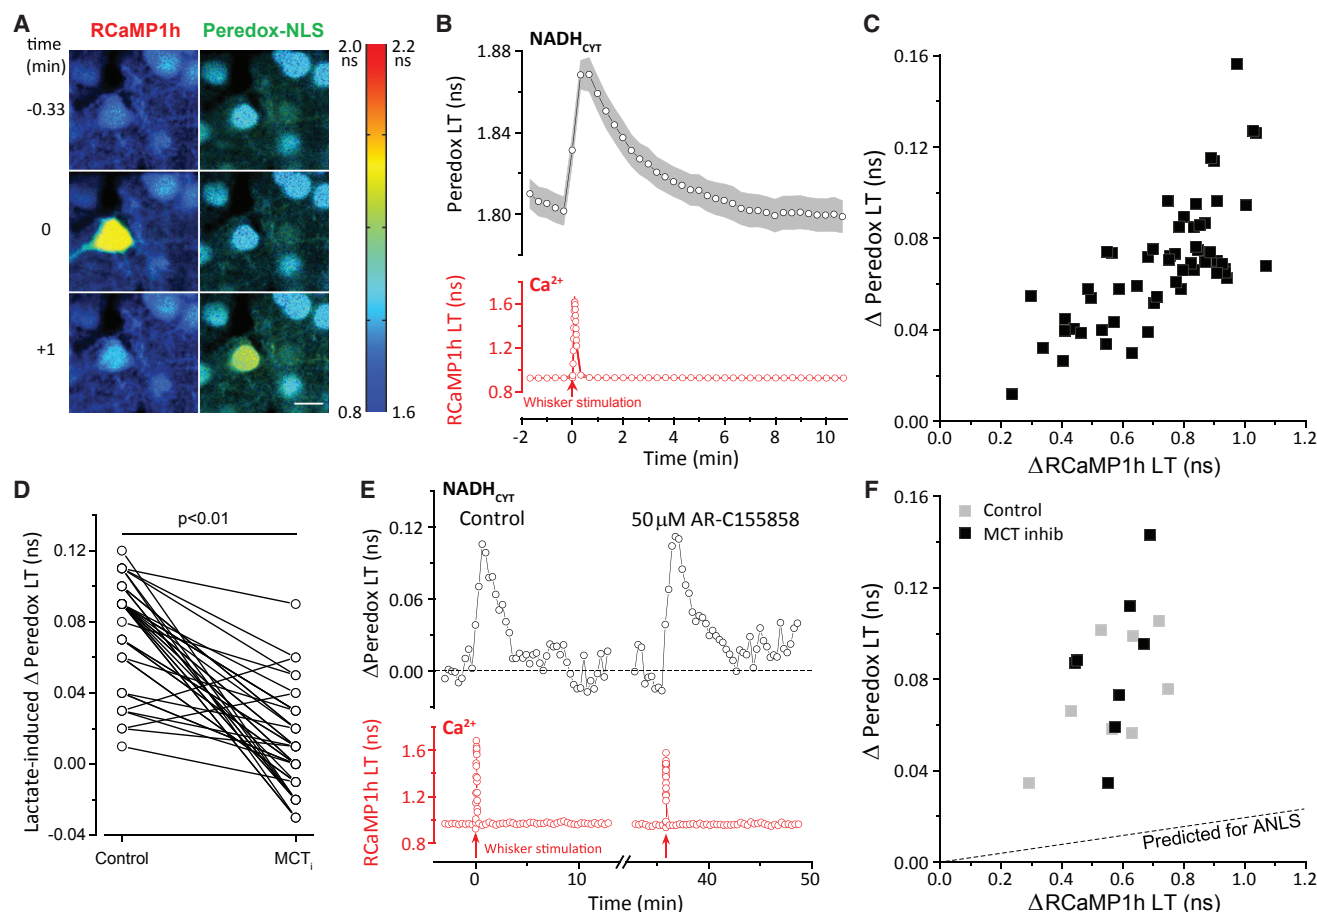 A
RCaMP1h
Peredox-NLS
time
(min)
-0.33
0
+1
2.0
ns
2.2
ns
0.8
1.6
B
NADHCYT
Peredox LT (ns)
1.88
1.84
1.80
Ca2+
RCaMP1h LT (ns)
1.6
1.2
0.8
Whisker stimulation
-2
0
2
4
6
8
10
Time (min)
C
Δ Peredox LT (ns)
0.16
0.12
0.08
0.04
0.00
0.0
0.2
0.4
0.6
0.8
1.0
1.2
ΔRCaMP1h LT (ns)
D
p<0.01
Lactate-induced Δ Peredox LT (ns)
0.12
0.08
0.04
0.00
-0.04
Control
MCTi
E
NADHCYT
Control
50 μM AR-C155858
ΔPeredox LT (ns)
0.12
0.06
0.00
Ca2+
RCaMP1h LT (ns)
1.6
1.2
0.8
Whisker stimulation
0
10
40
50
Time (min)
F
Control
MCT inhib
Δ Peredox LT (ns)
0.16
0.12
0.08
0.04
0.00
Predicted for ANLS
0.0
0.2
0.4
0.6
0.8
1.0
1.2
ΔRCaMP1h LT (ns)